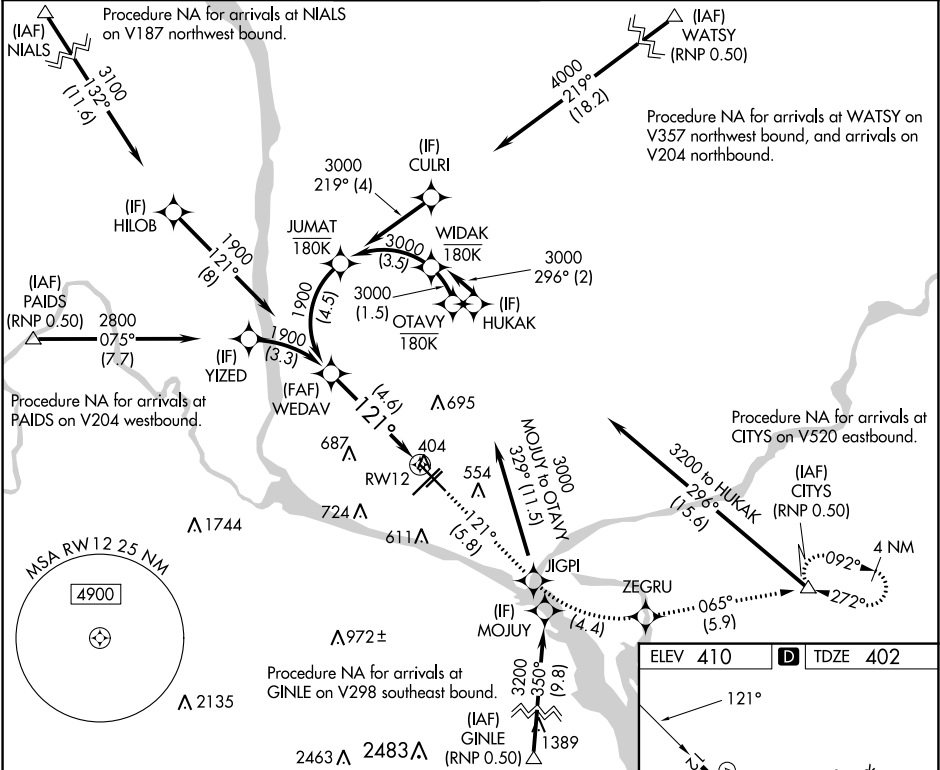 (IAF)
NIALS
Procedure NA for arrivals at NIALS
on V187 northwest bound.
3100
132°
(11.6)
(IAF)
WATSY
(RNP 0.50)
4000
219°
(18.2)
Procedure NA for arrivals at WATSY on
V357 northwest bound, and arrivals on
V204 northbound.
(IF)
CULRI
3000
219° (4)
(IF)
HILOB
JUMAT
180K
WIDAK
180K
3000
(3.5)
3000
296° (2)
1900
121°
(8)
1900
(4.5)
3000
(1.5)
OTAVY
180K
(IF)
HUKAK
(IAF)
PAIDS
(RNP 0.50)
2800
075°
(7.7)
(IF)
YIZED
1900
(3.3)
(FAF)
WEDAV
(4.6)
121°
Procedure NA for arrivals at
PAIDS on V204 westbound.
695
687
404
RW12
554
724
611
1744
MOJUY to OTAVY
3000
329° (11.5)
Procedure NA for arrivals at
CITYS on V520 eastbound.
3200 to HUKAK
296°
(15.6)
(IAF)
CITYS
(RNP 0.50)
092°
4 NM
272°
121°
(5.8)
JIGPI
ZEGRU
(IF)
MOJUY
(4.4)
065°
(5.9)
MSA RW12 25 NM
4900
972±
2135
Procedure NA for arrivals at
GINLE on V298 southeast bound.
3200
350°
(9.8)
(IAF)
GINLE
(RNP 0.50)
1389
2463
2483
ELEV 410
D
TDZE 402
121°